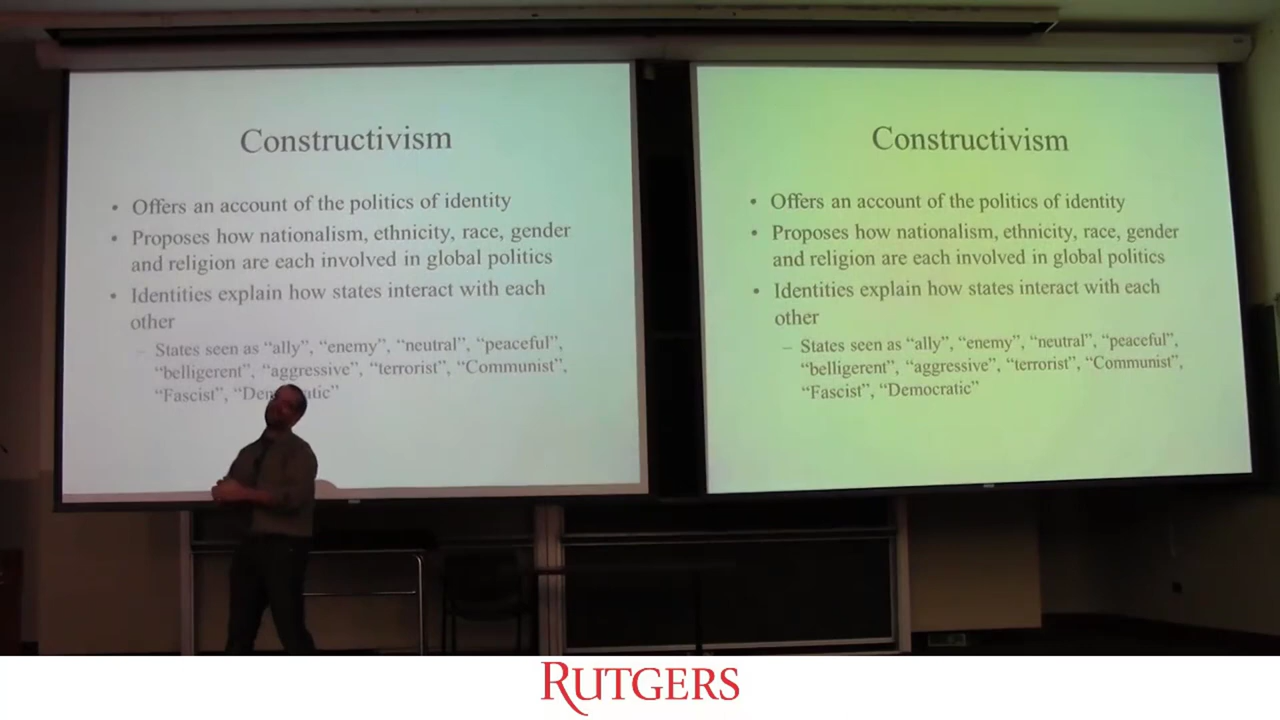 Constructivism
• Offers an account of the politics of identity
• Proposes how nationalism, ethnicity, race, gender
and religion are each involved in global politics
• Identities explain how states interact with each
other
– States seen as “ally”, “enemy”, “neutral”, “peaceful”,
“belligerent”, “aggressive”, “terrorist”, “Communist”,
“Fascist”, “Dem tic”
Constructivism
• Offers an account of the politics of identity
• Proposes how nationalism, ethnicity, race, gender
and religion are each involved in global politics
• Identities explain how states interact with each
other
– States seen as “ally”, “enemy”, “neutral”, “peaceful”,
“belligerent”, “aggressive”, “terrorist”, “Communist”,
“Fascist”, “Democratic”
RUTGERS